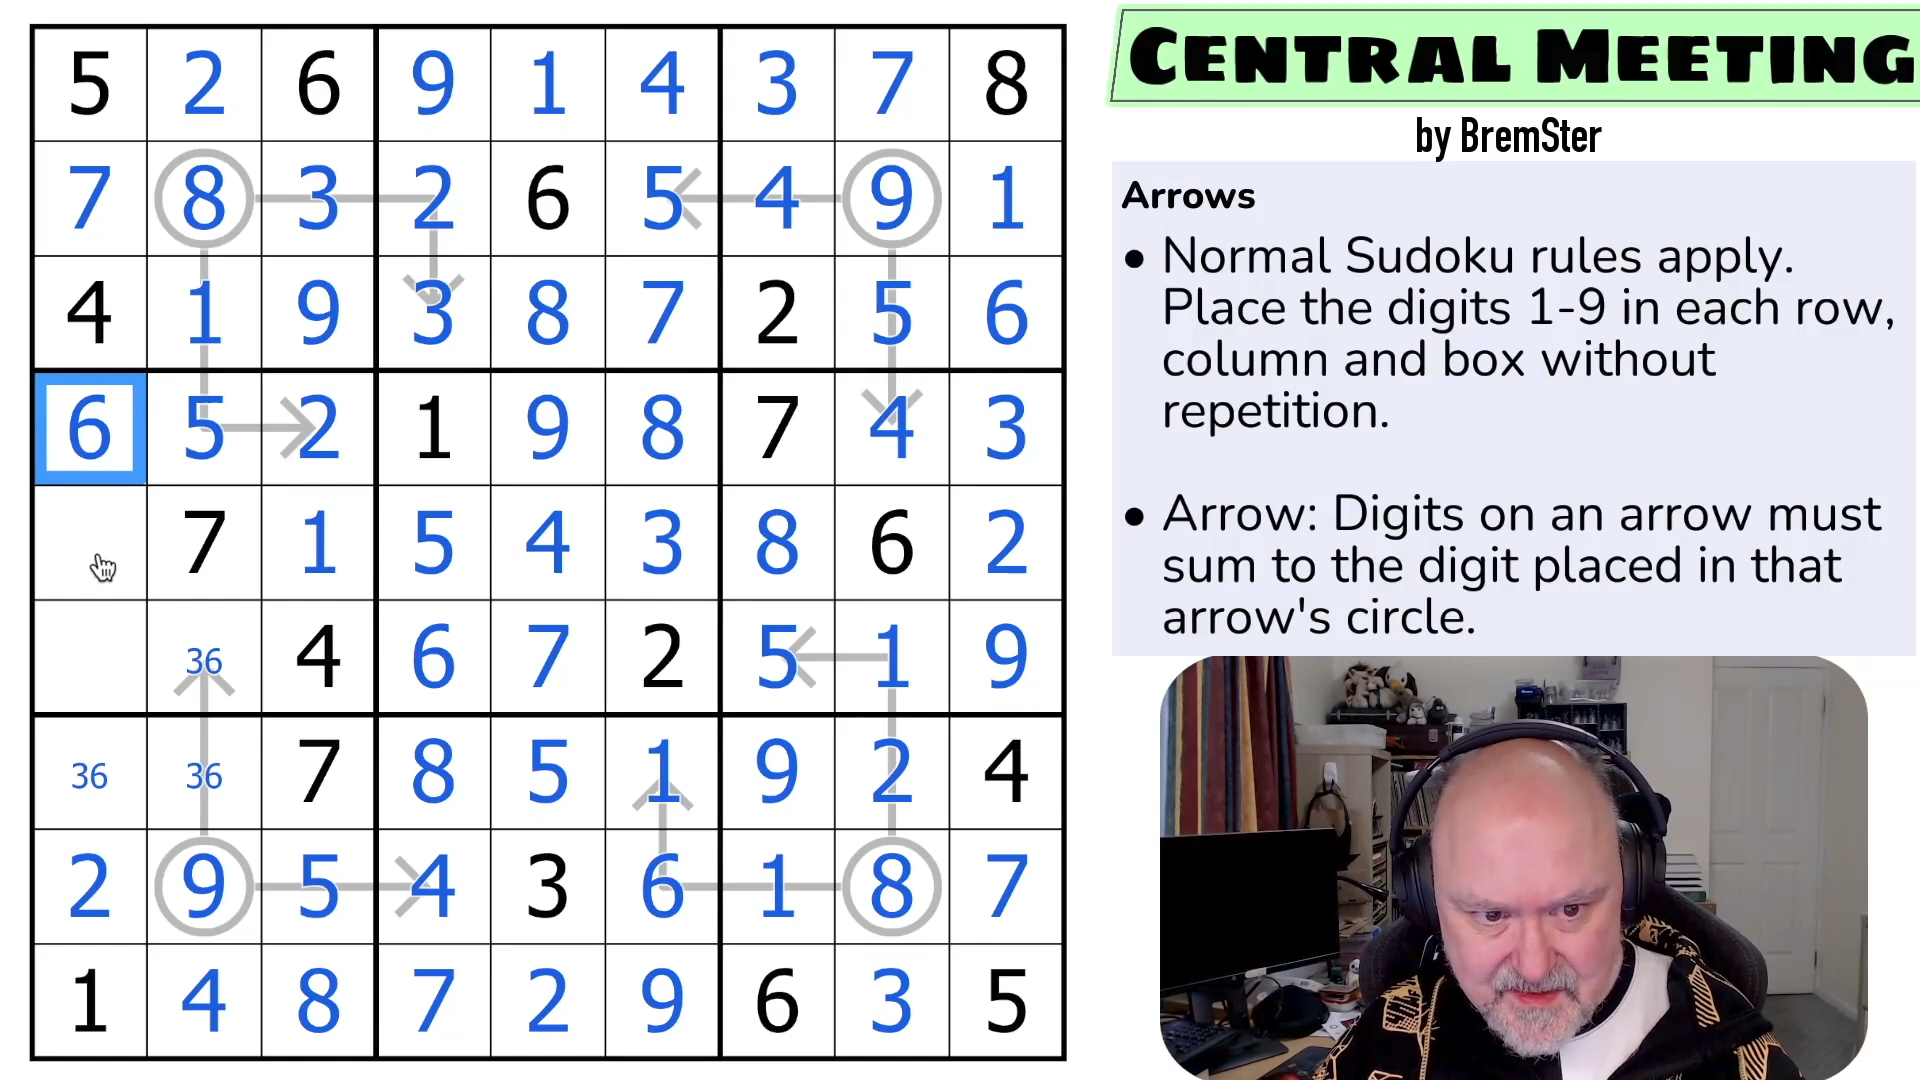 5 2 6 9 1 4 3 7 8
7 8 3 2 6 5 4 9 1
4 1 9 3 8 7 2 5 6
6 5 2 1 9 8 7 4 3
7 1 5 4 3 8 6 2
36 4 6 7 2 5 1 9
36 36 7 8 5 1 9 2 4
2 9 5 4 3 6 1 8 7
1 4 8 7 2 9 6 3 5
CENTRAL MEETING
by BremSter
Arrows
• Normal Sudoku rules apply.
Place the digits 1-9 in each row,
column and box without
repetition.
• Arrow: Digits on an arrow must
sum to the digit placed in that
arrow's circle.